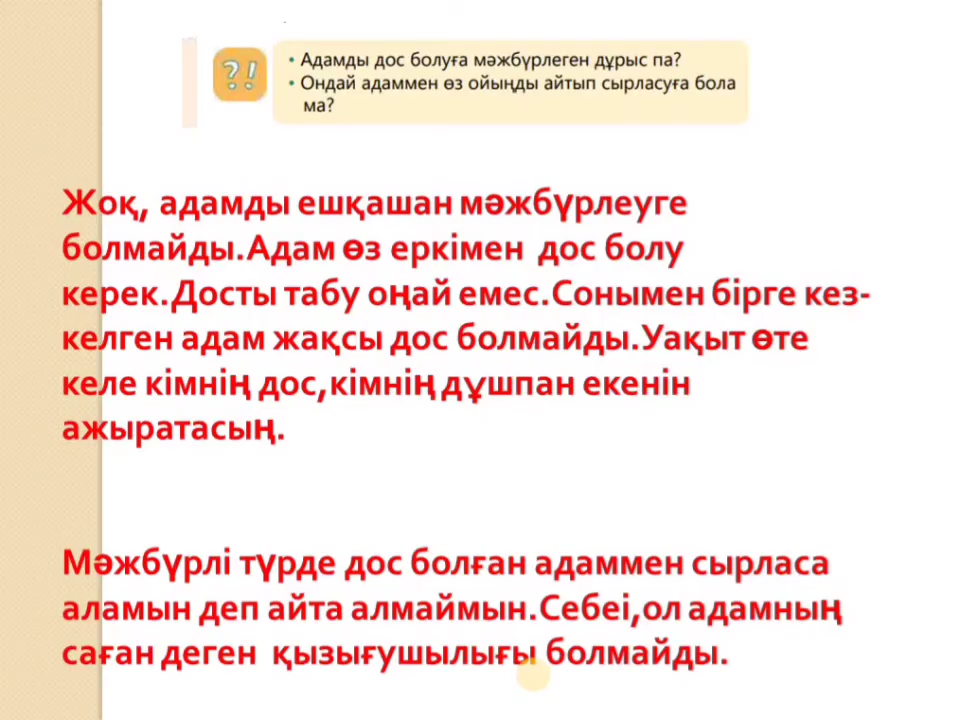 ?!
• Адамды дос болуға мәжбүрлеген дұрыс па?
• Ондай адаммен өз ойыңды айтып сырласуға бола
ма?
Жоқ, адамды ешқашан мәжбүрлеуге
болмайды.Адам өз еркімен дос болу
керек.Досты табу оңай емес.Сонымен бірге кез-
келген адам жақсы дос болмайды.Уақыт өте
келе кімнің дос,кімнің дұшпан екенін
ажыратасың.
Мәжбүрлі түрде дос болған адаммен сырласа
аламын деп айта алмаймын.Себеі,ол адамның
саған деген қызығушылығы болмайды.